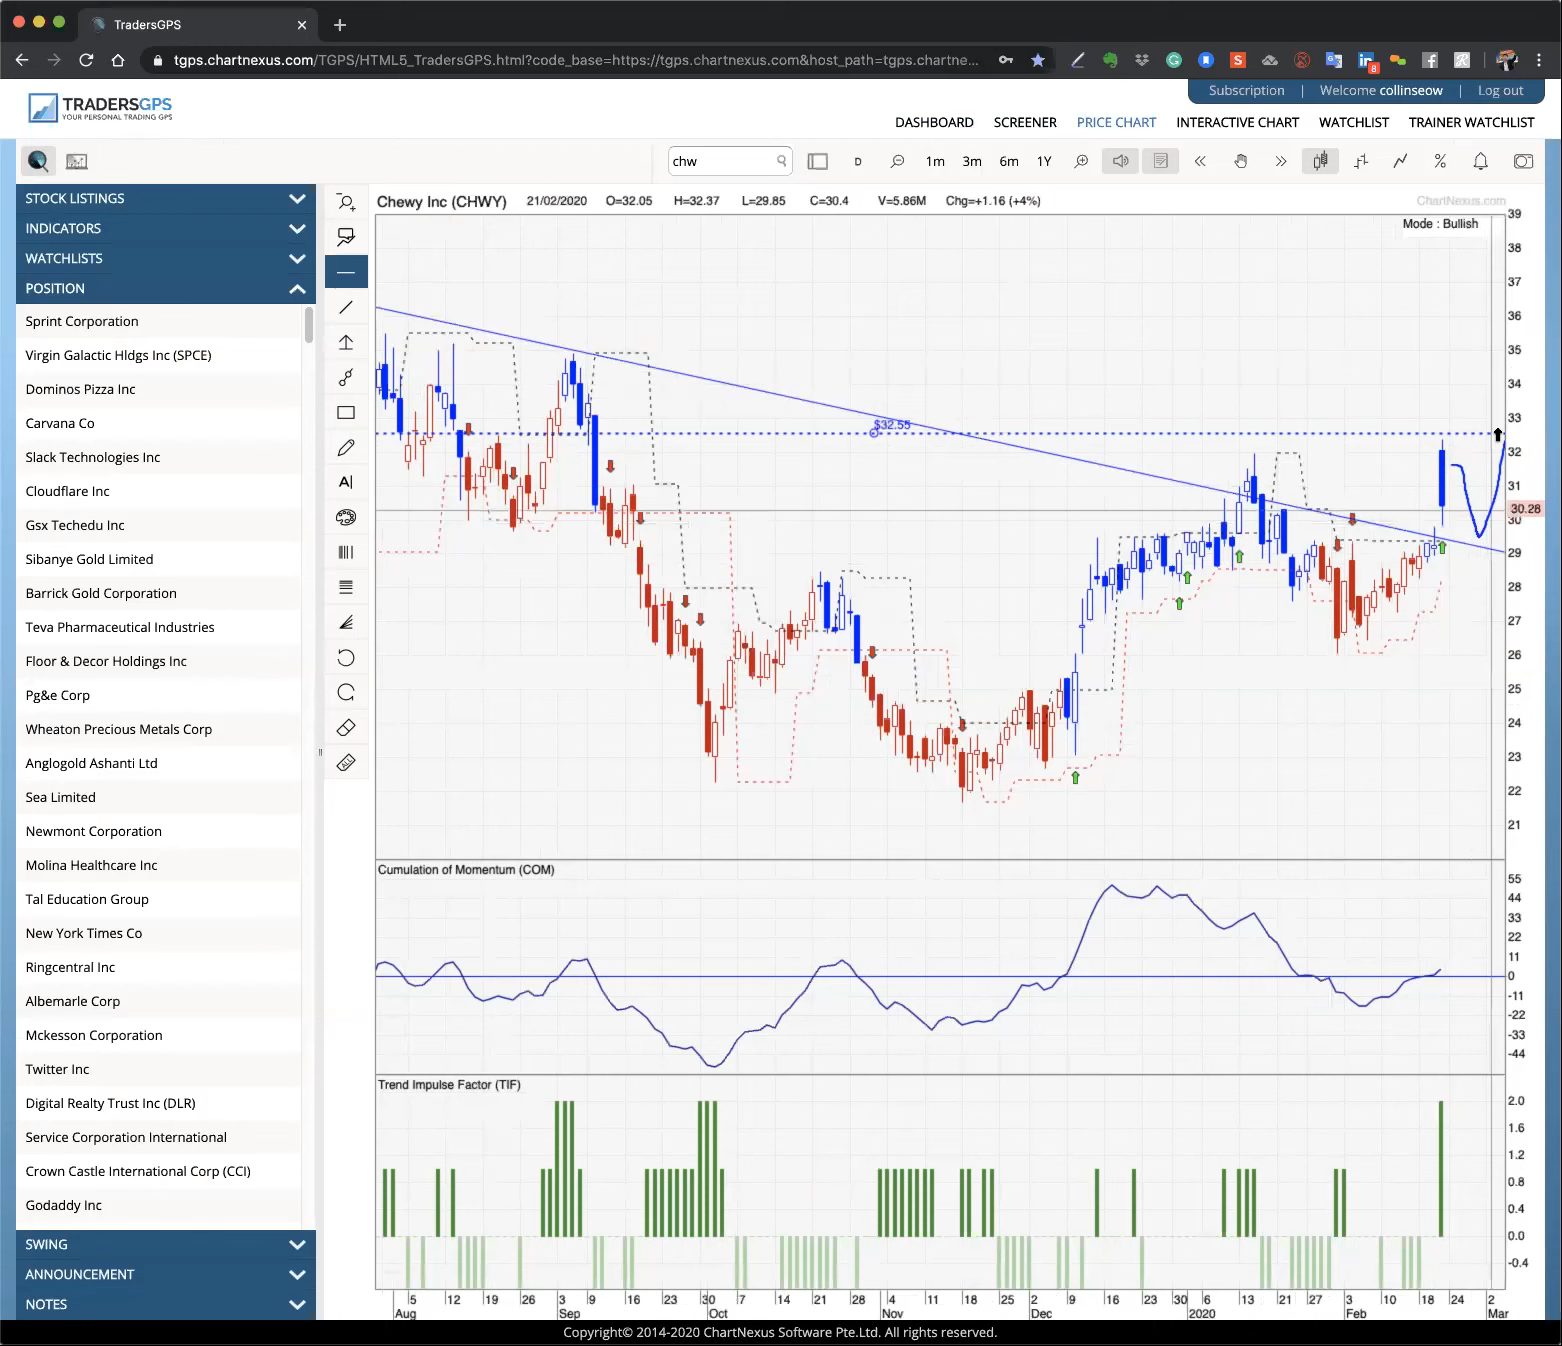 TradersGPS
tgps.chartnexus.com/TGPS/HTML5_TradersGPS.html?code_base=https://tgps.chartnexus.com&host_path=tgps.chartne...
8
Subscription | Welcome collinseow | Log out
TRADERSGPS
YOUR PERSONAL TRADING GPS
DASHBOARD SCREENER PRICE CHART INTERACTIVE CHART WATCHLIST TRAINER WATCHLIST
chw D 1m 3m 6m 1Y %
STOCK LISTINGS
INDICATORS
WATCHLISTS
POSITION
Sprint Corporation
Virgin Galactic Hldgs Inc (SPCE)
Dominos Pizza Inc
Carvana Co
Slack Technologies Inc
Cloudflare Inc
Gsx Techedu Inc
Sibanye Gold Limited
Barrick Gold Corporation
Teva Pharmaceutical Industries
Floor & Decor Holdings Inc
Pg&e Corp
Wheaton Precious Metals Corp
Anglogold Ashanti Ltd
Sea Limited
Newmont Corporation
Molina Healthcare Inc
Tal Education Group
New York Times Co
Ringcentral Inc
Albemarle Corp
Mckesson Corporation
Twitter Inc
Digital Realty Trust Inc (DLR)
Service Corporation International
Crown Castle International Corp (CCI)
Godaddy Inc
SWING
ANNOUNCEMENT
NOTES
Chewy Inc (CHWY) 21/02/2020 O=32.05 H=32.37 L=29.85 C=30.4 V=5.86M Chg=+1.16 (+4%)
ChartNexus.com
Mode : Bullish
39
38
37
36
35
34
33
$32.55
32
31
30.28
30
29
28
27
26
25
24
23
22
21
Cumulation of Momentum (COM)
55
44
33
22
11
0
-11
-22
-33
-44
Trend Impulse Factor (TIF)
2.0
1.6
1.2
0.8
0.4
0.0
-0.4
5 12 19 26 3 9 16 23 30 7 14 21 28 4 11 18 25 2 9 16 23 30 6 13 21 27 3 10 18 24 2
Aug Sep Oct Nov Dec 2020 Feb Mar
Copyright© 2014-2020 ChartNexus Software Pte.Ltd. All rights reserved.